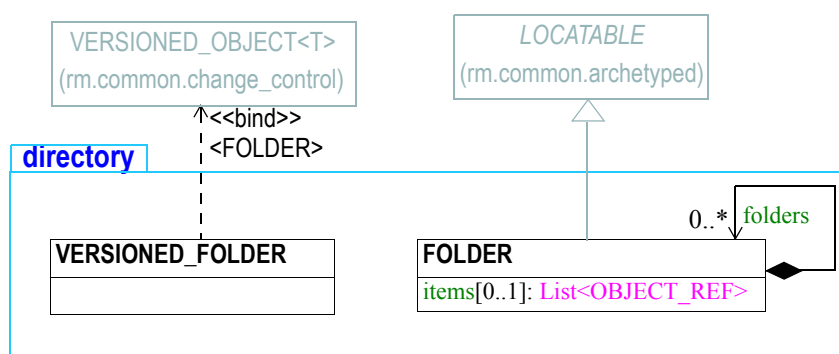 VERSIONED_OBJECT<T>
(rm.common.change_control)
LOCATABLE
(rm.common.archetyped)
<<bind>>
<FOLDER>
directory
0..* folders
VERSIONED_FOLDER
FOLDER
items[0..1]: List<OBJECT_REF>